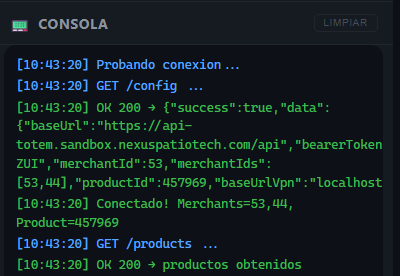 CONSOLA
LIMPIAR
[10:43:20] Probando conexion ...
[10:43:20] GET /config ...
[10:43:20] OK 200 → {"success":true,"data":
{"baseUrl":"https://api-
totem.sandbox.nexuspatiotech.com/api","bearerToken
ZUI","merchantId":53,"merchantIds":
[53,44],"productId":457969,"baseUrlVpn":"localhost
[10:43:20] Conectado! Merchants=53,44,
Product=457969
[10:43:20] GET /products ...
[10:43:20] OK 200 → productos obtenidos